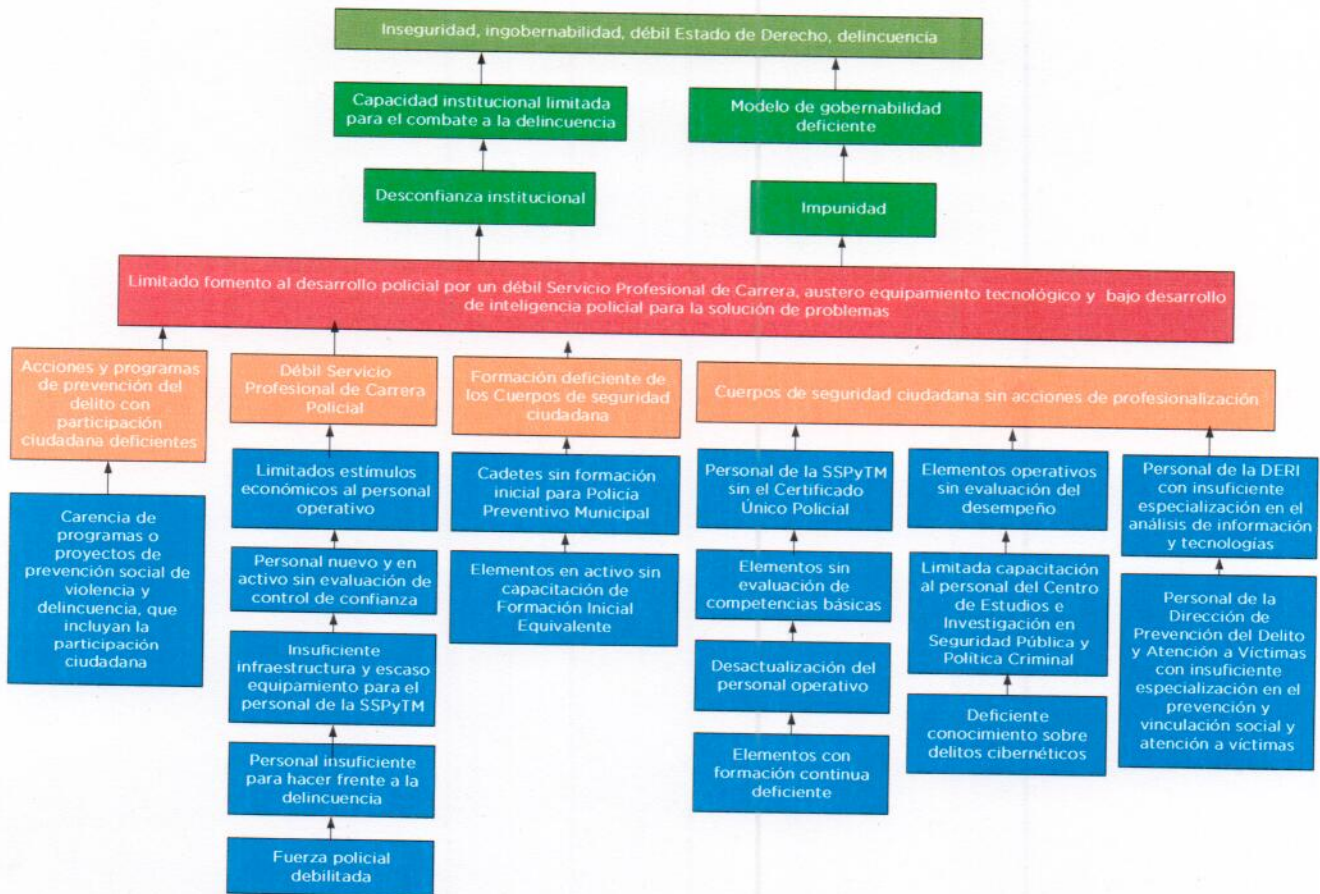 Inseguridad, ingobernabilidad, débil Estado de Derecho, delincuencia
Capacidad institucional limitada
para el combate a la delincuencia
Modelo de gobernabilidad
deficiente
Desconfianza institucional
Impunidad
Limitado fomento al desarrollo policial por un débil Servicio Profesional de Carrera, austero equipamiento tecnológico y bajo desarrollo
de inteligencia policial para la solución de problemas
Acciones y programas
de prevención del
delito con
participación
ciudadana deficientes
Débil Servicio
Profesional de Carrera
Policial
Formación deficiente de
los Cuerpos de seguridad
ciudadana
Cuerpos de seguridad ciudadana sin acciones de profesionalización
Carencia de
programas o
proyectos de
prevención social de
violencia y
delincuencia, que
incluyan la
participación
ciudadana
Limitados estímulos
económicos al personal
operativo
Personal nuevo y en
activo sin evaluación de
control de confianza
Insuficiente
infraestructura y escaso
equipamiento para el
personal de la SSPyTM
Personal insuficiente
para hacer frente a la
delincuencia
Fuerza policial
debilitada
Cadetes sin formación
inicial para Policía
Preventivo Municipal
Elementos en activo sin
capacitación de
Formación Inicial
Equivalente
Personal de la SSPyTM
sin el Certificado
Único Policial
Elementos sin
evaluación de
competencias básicas
Desactualización del
personal operativo
Elementos con
formación continua
deficiente
Elementos operativos
sin evaluación del
desempeño
Limitada capacitación
al personal del Centro
de Estudios e
Investigación en
Seguridad Pública y
Política Criminal
Deficiente
conocimiento sobre
delitos cibernéticos
Personal de la DERI
con insuficiente
especialización en el
análisis de información
y tecnologías
Personal de la
Dirección de
Prevención del Delito
y Atención a Víctimas
con insuficiente
especialización en el
prevención y
vinculación social y
atención a víctimas